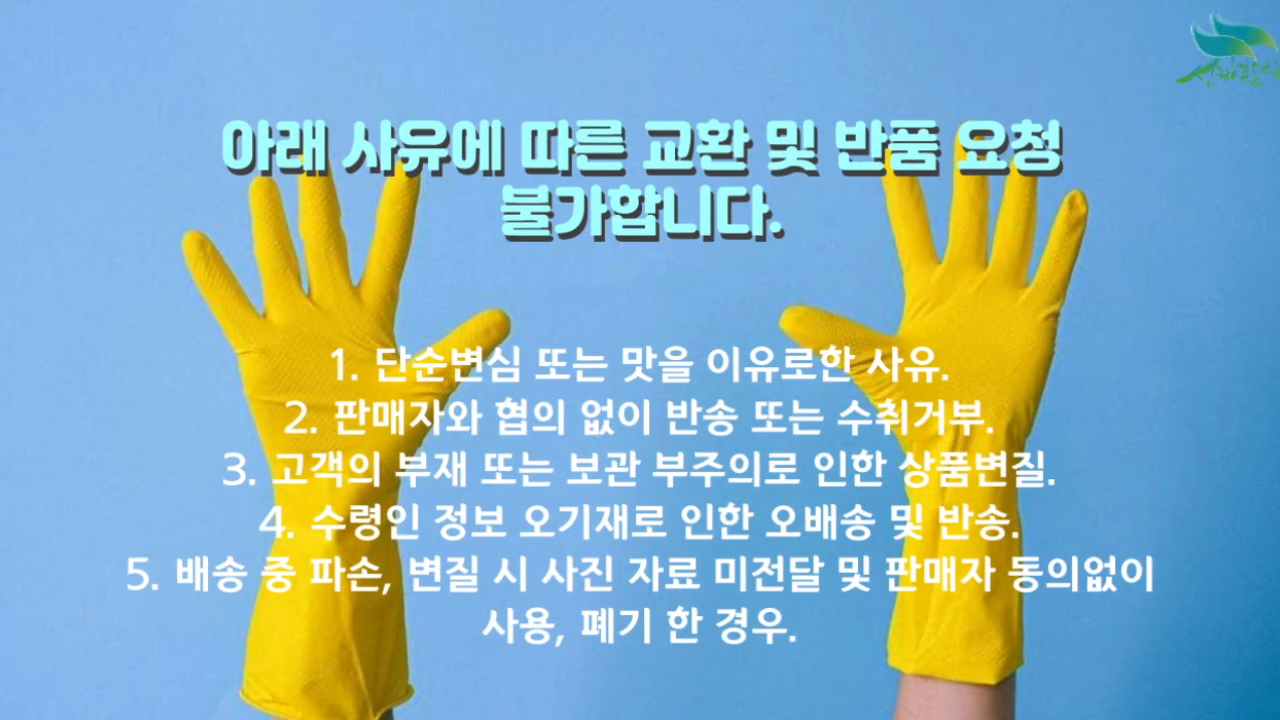 아래 사유에 따른 교환 및 반품 요청
불가합니다.
1. 단순변심 또는 맛을 이유로한 사유.
2. 판매자와 협의 없이 반송 또는 수취거부.
3. 고객의 부재 또는 보관 부주의로 인한 상품변질.
4. 수령인 정보 오기재로 인한 오배송 및 반송.
5. 배송 중 파손, 변질 시 사진 자료 미전달 및 판매자 동의없이
사용, 폐기 한 경우.